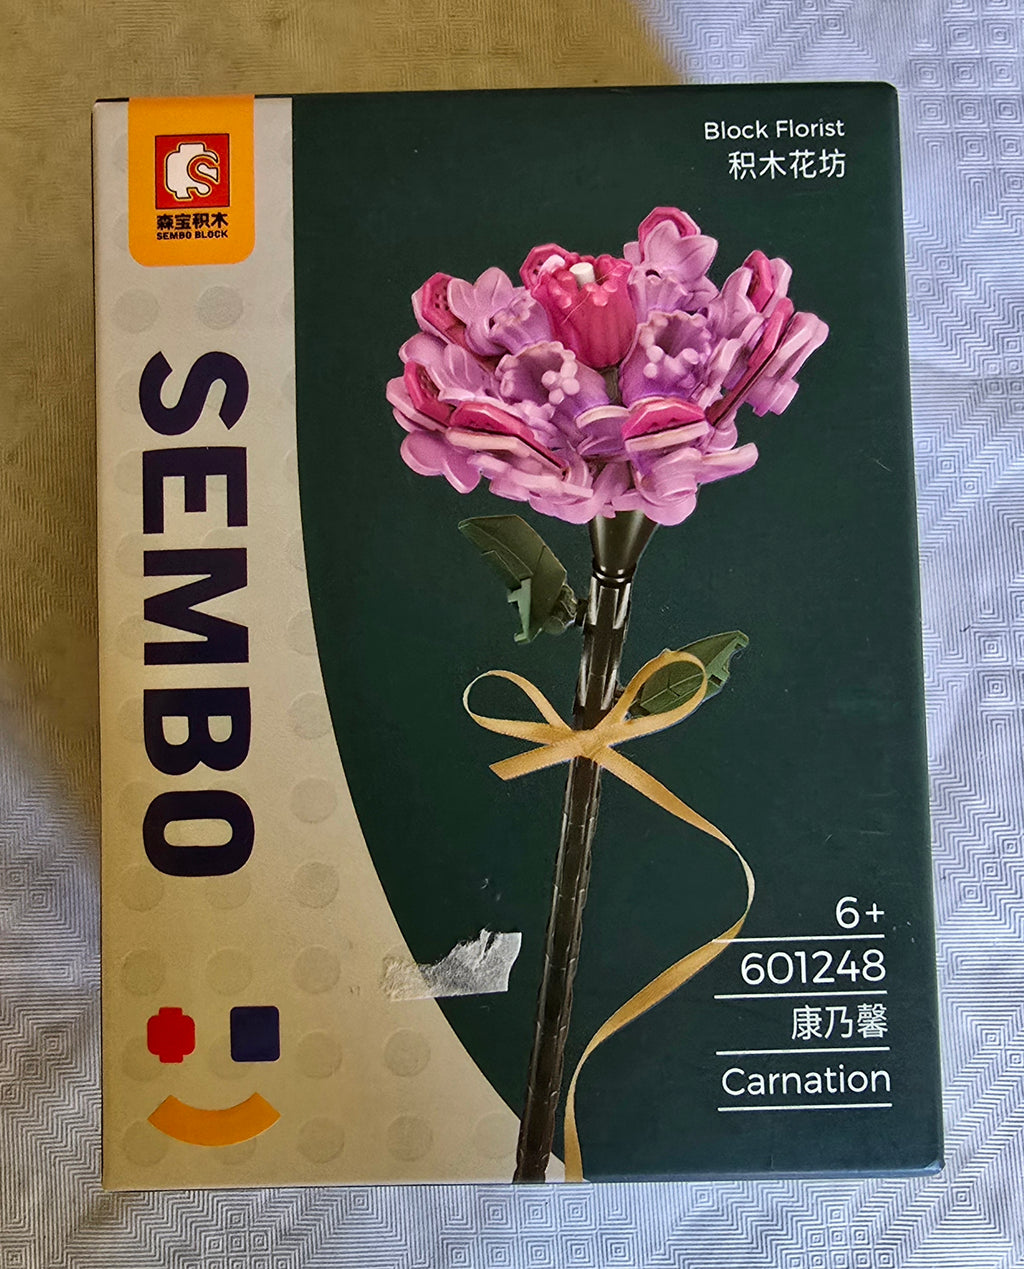 森宝积木
SEMBO BLOCK
SEMBO
Block Florist
积木花坊
6+
601248
康乃馨
Carnation